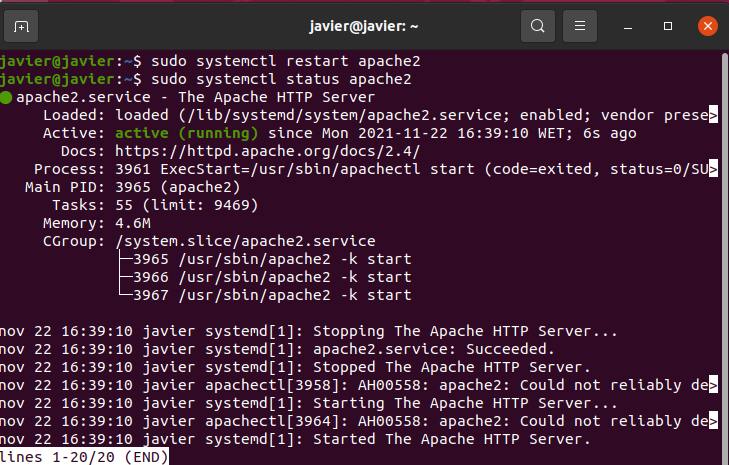 javier@javier: ~
javier@javier:~$ sudo systemctl restart apache2
javier@javier:~$ sudo systemctl status apache2
● apache2.service - The Apache HTTP Server
     Loaded: loaded (/lib/systemd/system/apache2.service; enabled; vendor prese>
     Active: active (running) since Mon 2021-11-22 16:39:10 WET; 6s ago
       Docs: https://httpd.apache.org/docs/2.4/
    Process: 3961 ExecStart=/usr/sbin/apachectl start (code=exited, status=0/SU>
   Main PID: 3965 (apache2)
      Tasks: 55 (limit: 9469)
     Memory: 4.6M
     CGroup: /system.slice/apache2.service
             ├─3965 /usr/sbin/apache2 -k start
             ├─3966 /usr/sbin/apache2 -k start
             └─3967 /usr/sbin/apache2 -k start
nov 22 16:39:10 javier systemd[1]: Stopping The Apache HTTP Server...
nov 22 16:39:10 javier systemd[1]: apache2.service: Succeeded.
nov 22 16:39:10 javier systemd[1]: Stopped The Apache HTTP Server.
nov 22 16:39:10 javier apachectl[3958]: AH00558: apache2: Could not reliably de>
nov 22 16:39:10 javier systemd[1]: Starting The Apache HTTP Server...
nov 22 16:39:10 javier apachectl[3964]: AH00558: apache2: Could not reliably de>
nov 22 16:39:10 javier systemd[1]: Started The Apache HTTP Server.
lines 1-20/20 (END)